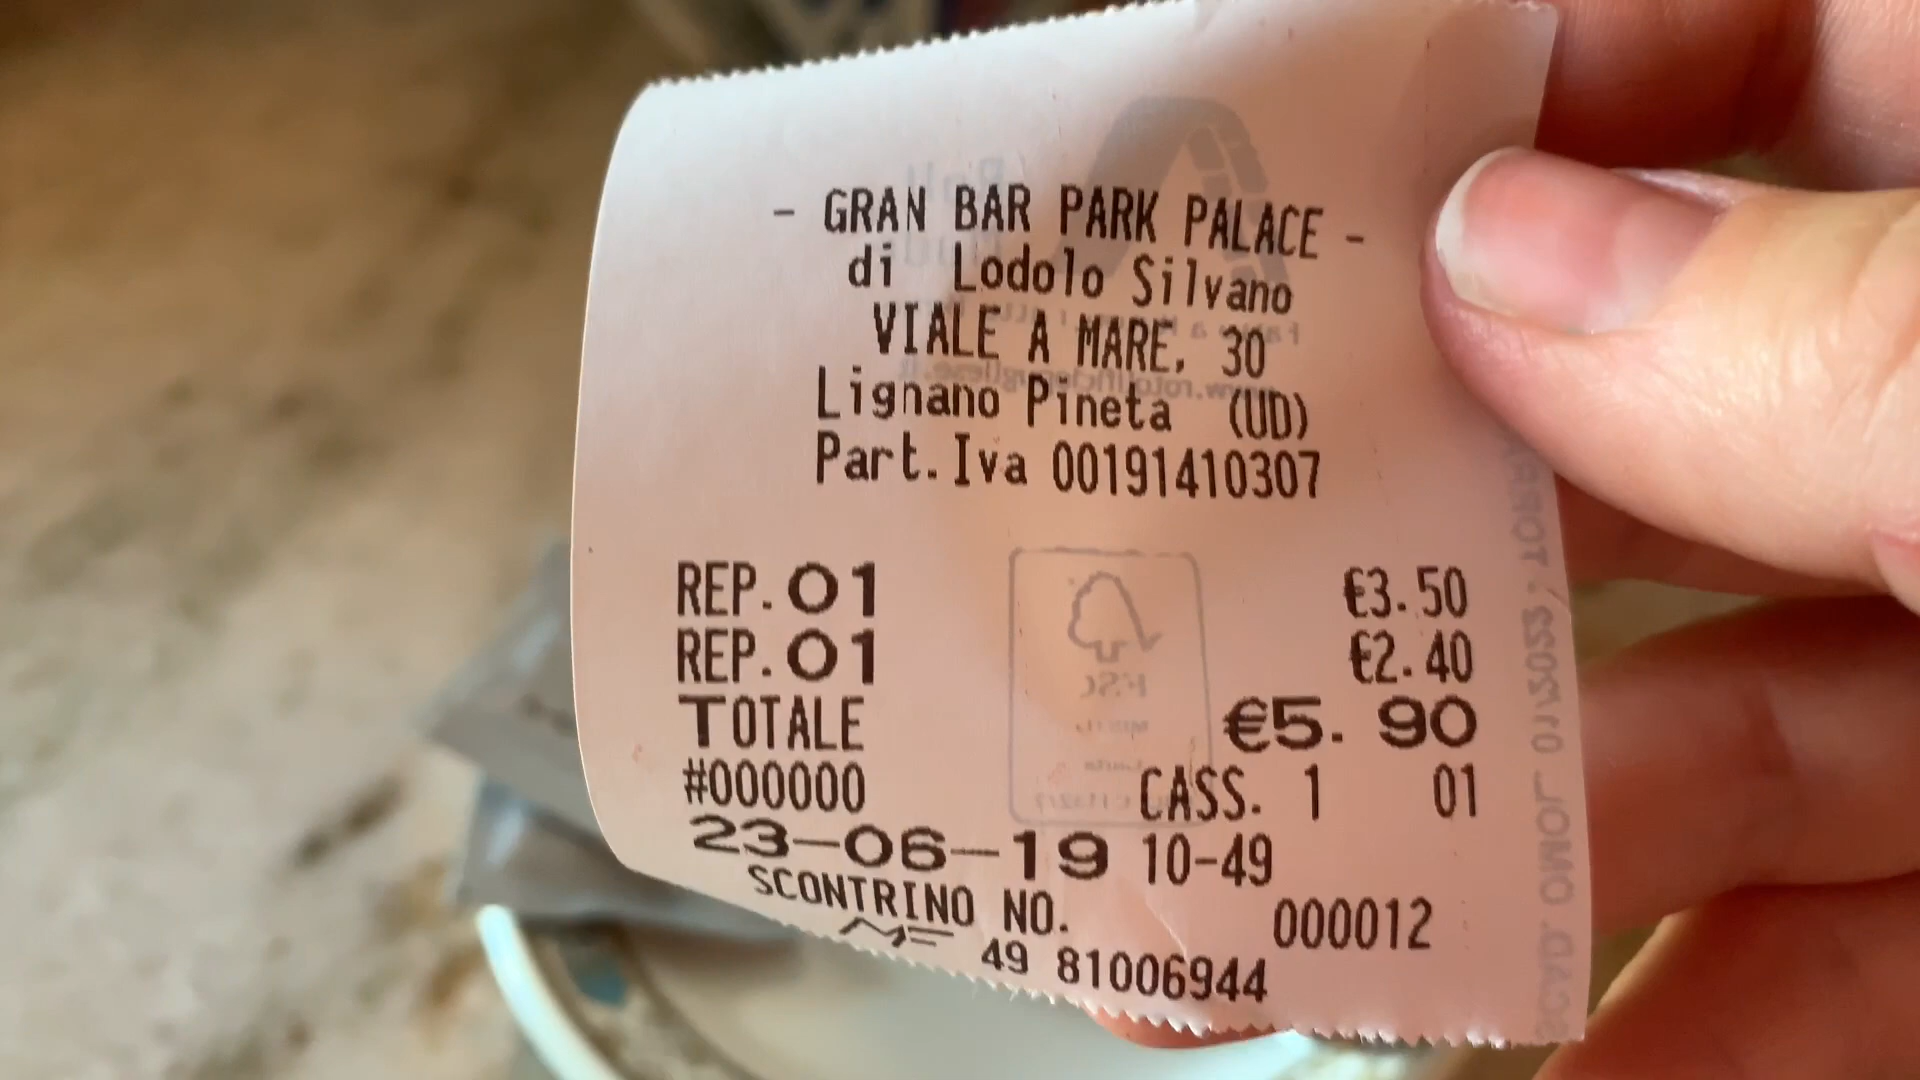 - GRAN BAR PARK PALACE -
di Lodolo Silvano
VIALE A MARE, 30
Lignano Pineta (UD)
Part.Iva 00191410307
REP.01 €3.50
REP.01 €2.40
TOTALE €5.90
#000000 CASS. 1 01
23-06-19 10-49
SCONTRINO NO. 000012
MF 49 81006944